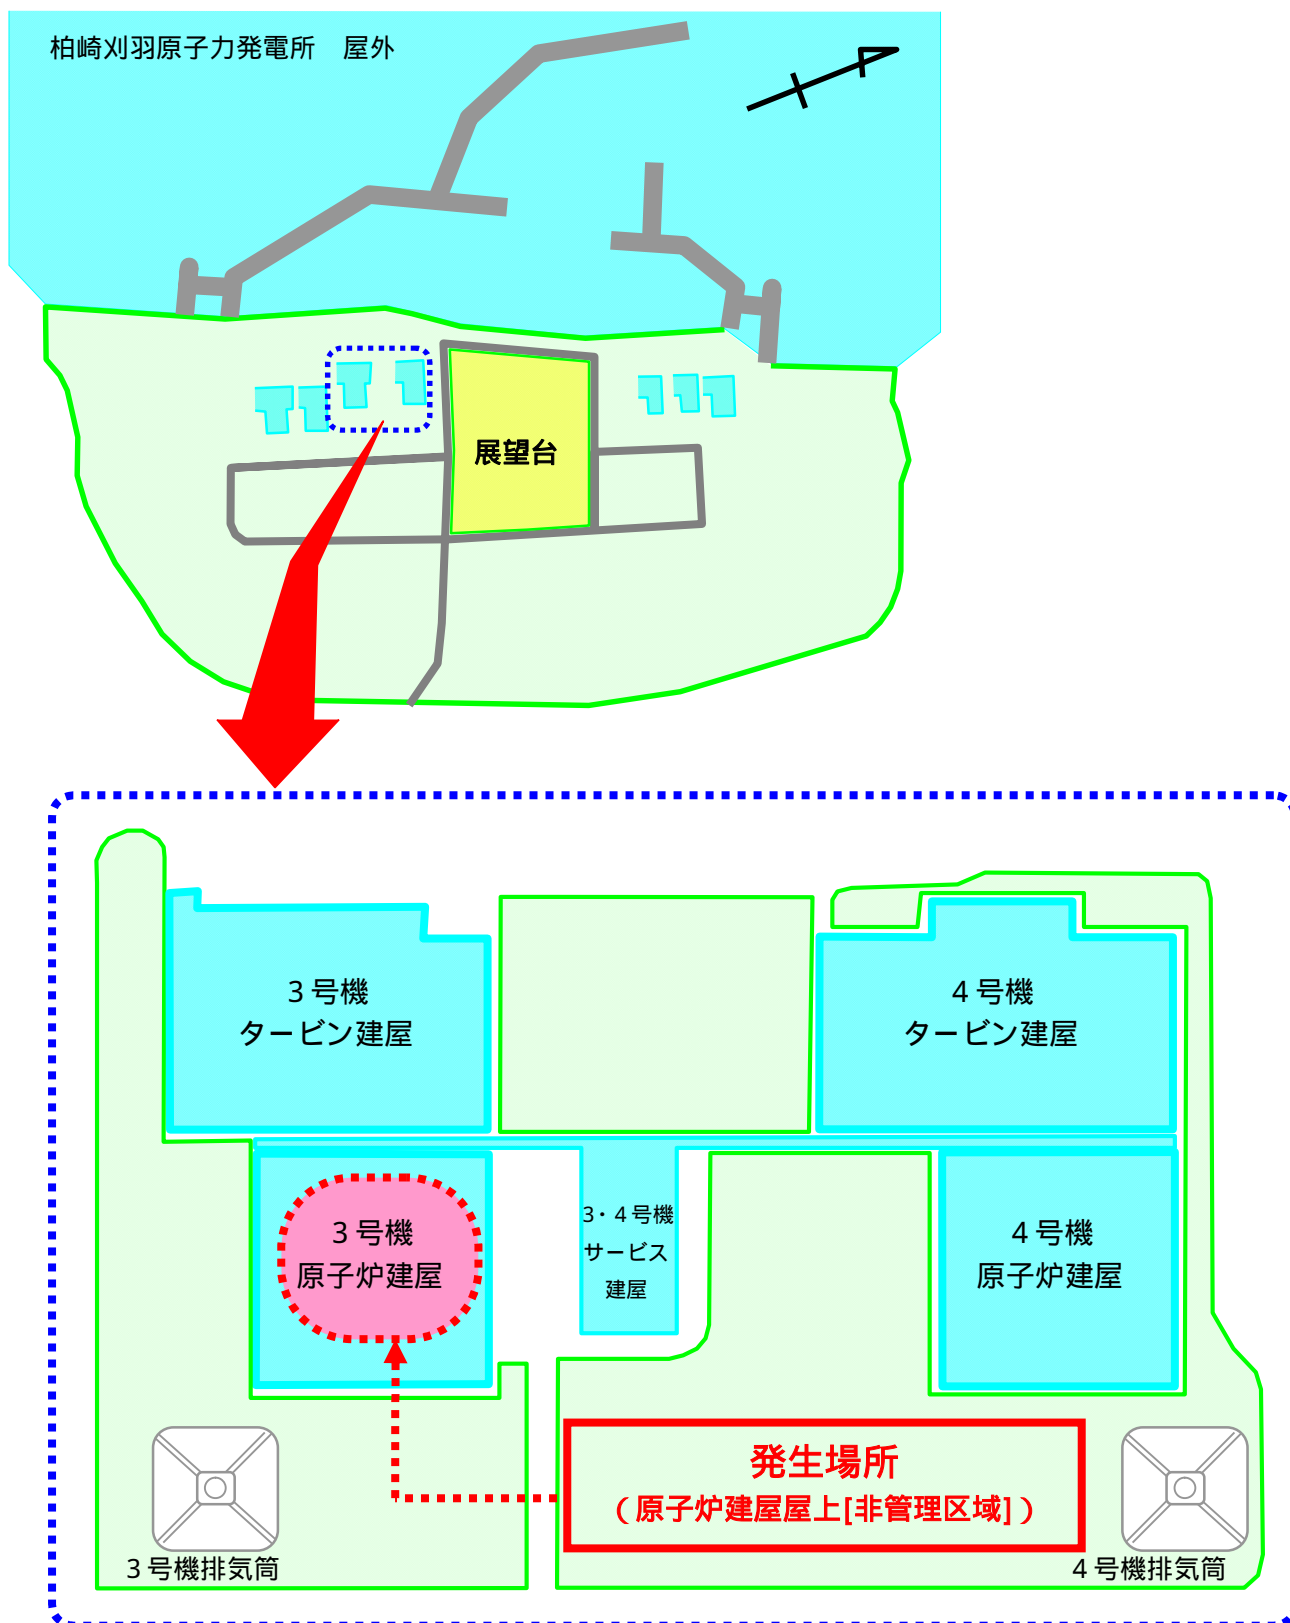 柏崎刈羽原子力発電所　屋外
展望台
３号機
タービン建屋
４号機
タービン建屋
３号機
原子炉建屋
3・４号機
サービス
建屋
４号機
原子炉建屋
発生場所
（原子炉建屋屋上[非管理区域]）
３号機排気筒
４号機排気筒